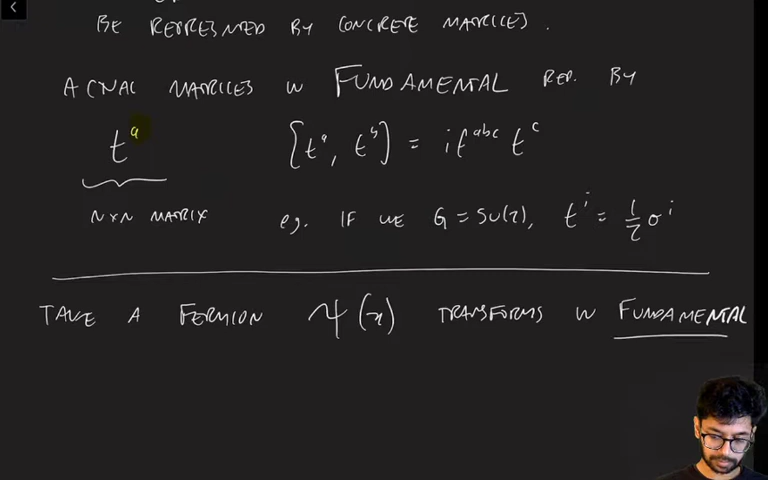 BE REPRESENTED BY CONCRETE MATRICES.
ACTUAL MATRICES IN FUNDAMENTAL REP. BY
t^a [t^a, t^b] = i f^{abc} t^c
N×N MATRIX e.g. IF WE G = SU(2), t^i = 1/2 σ^i
TAKE A FERMION ψ(x) TRANSFORMS IN FUNDAMENTAL